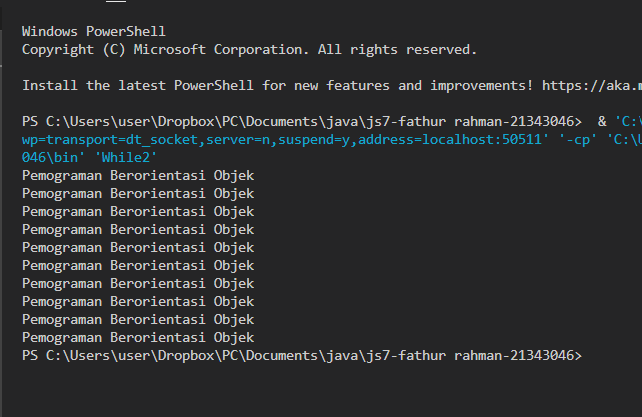 Windows PowerShell
Copyright (C) Microsoft Corporation. All rights reserved.
Install the latest PowerShell for new features and improvements! https://aka.m
PS C:\Users\user\Dropbox\PC\Documents\java\js7-fathur rahman-21343046>  & 'C:\
wp=transport=dt_socket,server=n,suspend=y,address=localhost:50511' '-cp' 'C:\U
046\bin' 'While2'
Pemograman Berorientasi Objek
Pemograman Berorientasi Objek
Pemograman Berorientasi Objek
Pemograman Berorientasi Objek
Pemograman Berorientasi Objek
Pemograman Berorientasi Objek
Pemograman Berorientasi Objek
Pemograman Berorientasi Objek
Pemograman Berorientasi Objek
Pemograman Berorientasi Objek
PS C:\Users\user\Dropbox\PC\Documents\java\js7-fathur rahman-21343046>